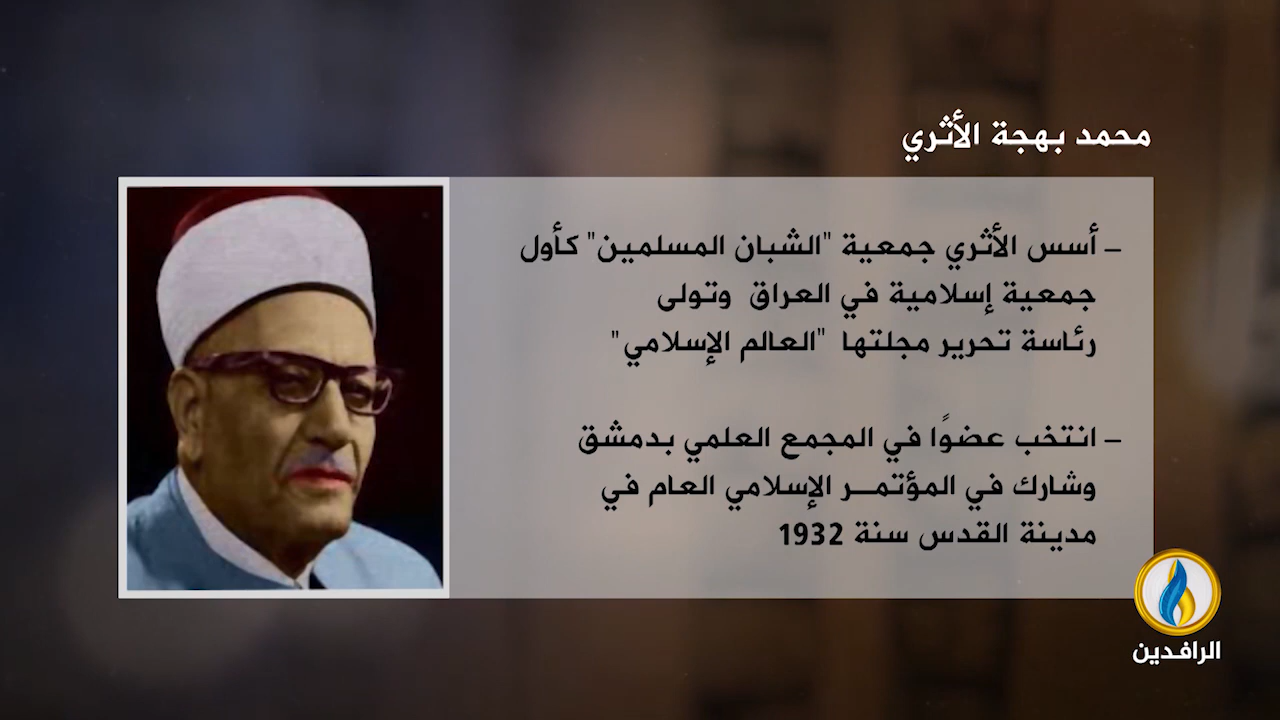 محمد بهجة الأثري
– أسس الأثري جمعية "الشبان المسلمين" كأول
جمعية إسلامية في العراق وتولى
رئاسة تحرير مجلتها "العالم الإسلامي"
– انتخب عضوًا في المجمع العلمي بدمشق
وشارك في المؤتمــر الإسلامي العام في
مدينة القدس سنة 1932
الرافدين